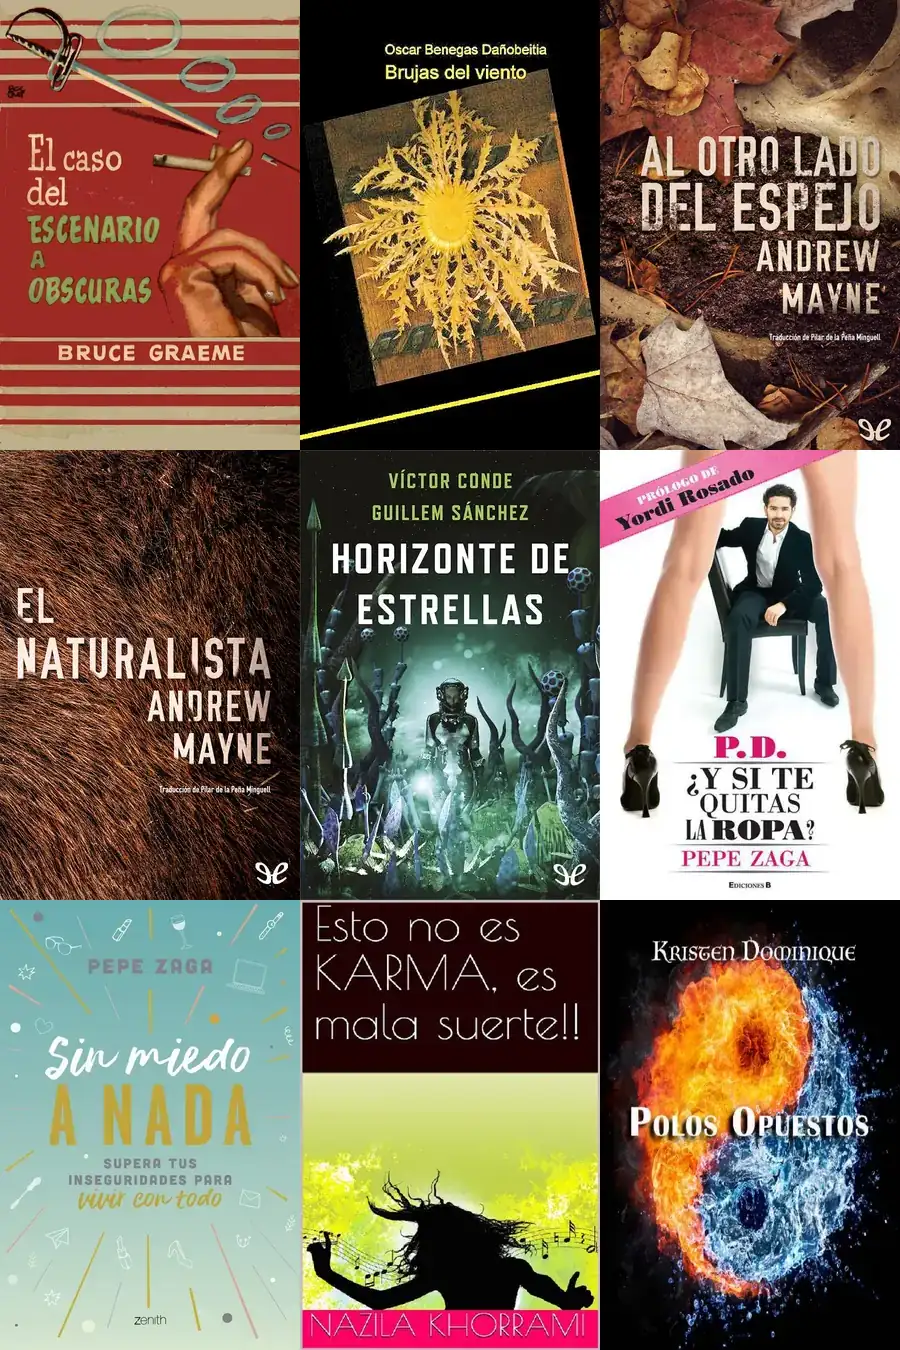 El caso
del
ESCENARIO
A
OBSCURAS
BRUCE GRAEME
Oscar Benegas Dañobeitia
Brujas del viento
AL OTRO LADO
DEL ESPEJO
ANDREW
MAYNE
Traducción de Pilar de la Peña Minguell
EL
NATURALISTA
ANDREW
MAYNE
Traducción de Pilar de la Peña Minguell
VÍCTOR CONDE
GUILLEM SÁNCHEZ
HORIZONTE DE
ESTRELLAS
PRÓLOGO DE
Yordi Rosado
P.D.
¿Y SI TE
QUITAS
LA ROPA?
PEPE ZAGA
EDICIONES B
PEPE ZAGA
Sin miedo
A NADA
SUPERA TUS
INSEGURIDADES PARA
vivir con todo
zenith
Esto no es
KARMA, es
mala suerte!!
NAZILA KHORRAMI
KRISTEN DOMINIQUE
POLOS OPUESTOS